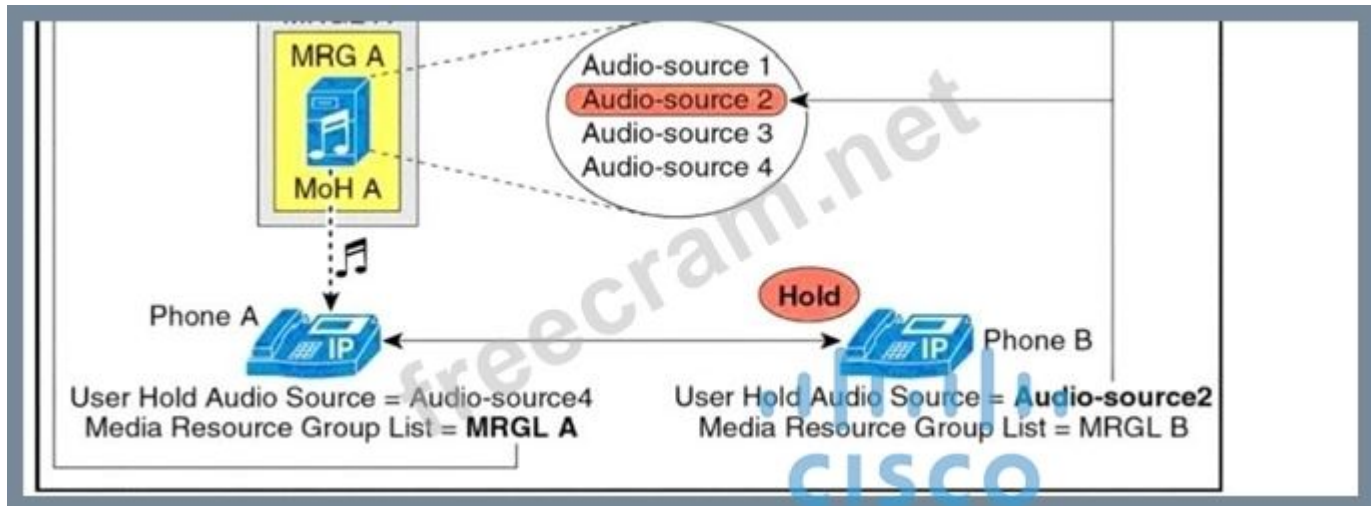 MRG A
MoH A
Audio-source 1
Audio-source 2
Audio-source 3
Audio-source 4
Hold
Phone A
IP
IP
Phone B
User Hold Audio Source = Audio-source4
Media Resource Group List = MRGL A
User Hold Audio Source = Audio-source2
Media Resource Group List = MRGL B
freecram.net
CISCO